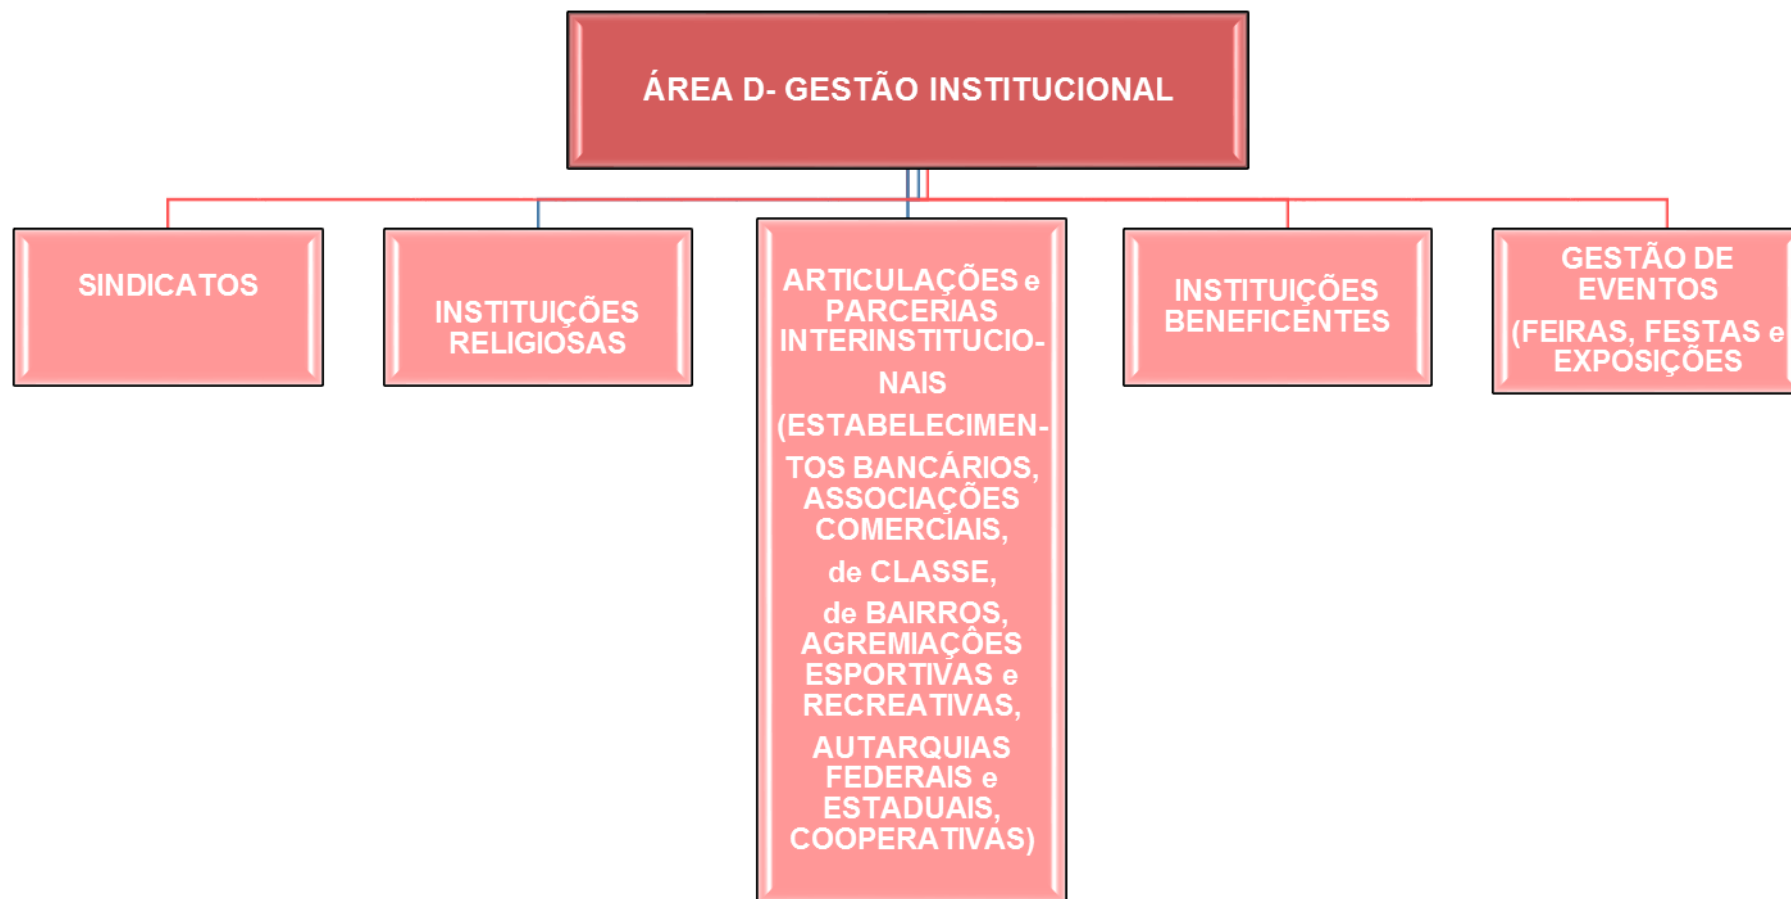 ÁREA D- GESTÃO INSTITUCIONAL
SINDICATOS
INSTITUIÇÕES
RELIGIOSAS
ARTICULAÇÕES e
PARCERIAS
INTERINSTITUCIO-
NAIS
(ESTABELECIMEN-
TOS BANCÁRIOS,
ASSOCIAÇÕES
COMERCIAIS,
de CLASSE,
de BAIRROS,
AGREMIAÇÔES
ESPORTIVAS e
RECREATIVAS,
AUTARQUIAS
FEDERAIS e
ESTADUAIS,
COOPERATIVAS)
INSTITUIÇÕES
BENEFICENTES
GESTÃO DE
EVENTOS
(FEIRAS, FESTAS e
EXPOSIÇÕES